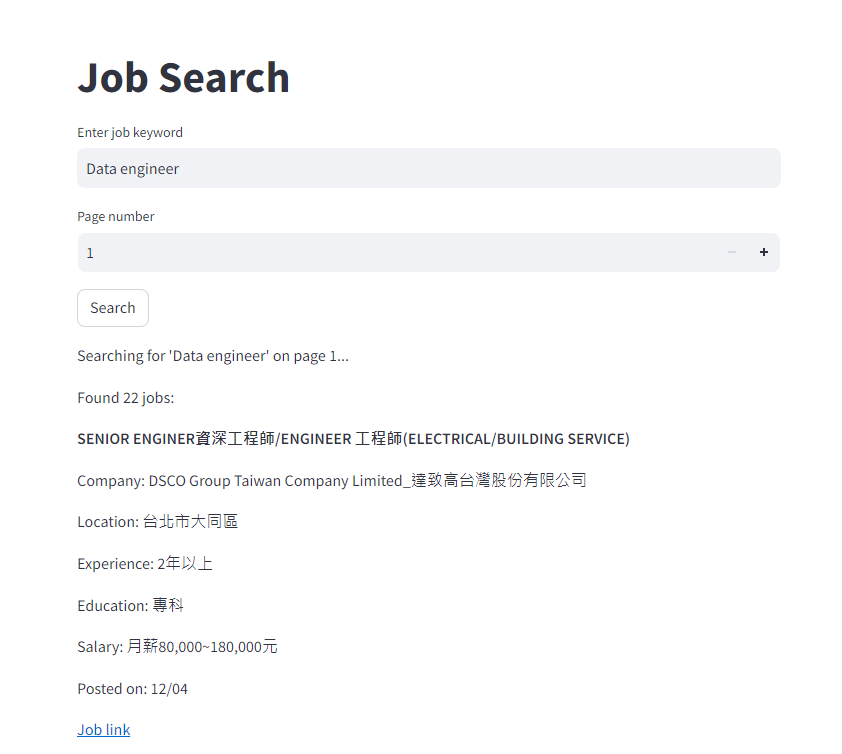 Job Search
Enter job keyword
Data engineer
Page number
1
Search
Searching for 'Data engineer' on page 1...
Found 22 jobs:
SENIOR ENGINER資深工程師/ENGINEER 工程師(ELECTRICAL/BUILDING SERVICE)
Company: DSCO Group Taiwan Company Limited_達致高台灣股份有限公司
Location: 台北市大同區
Experience: 2年以上
Education: 專科
Salary: 月薪80,000~180,000元
Posted on: 12/04
Job link